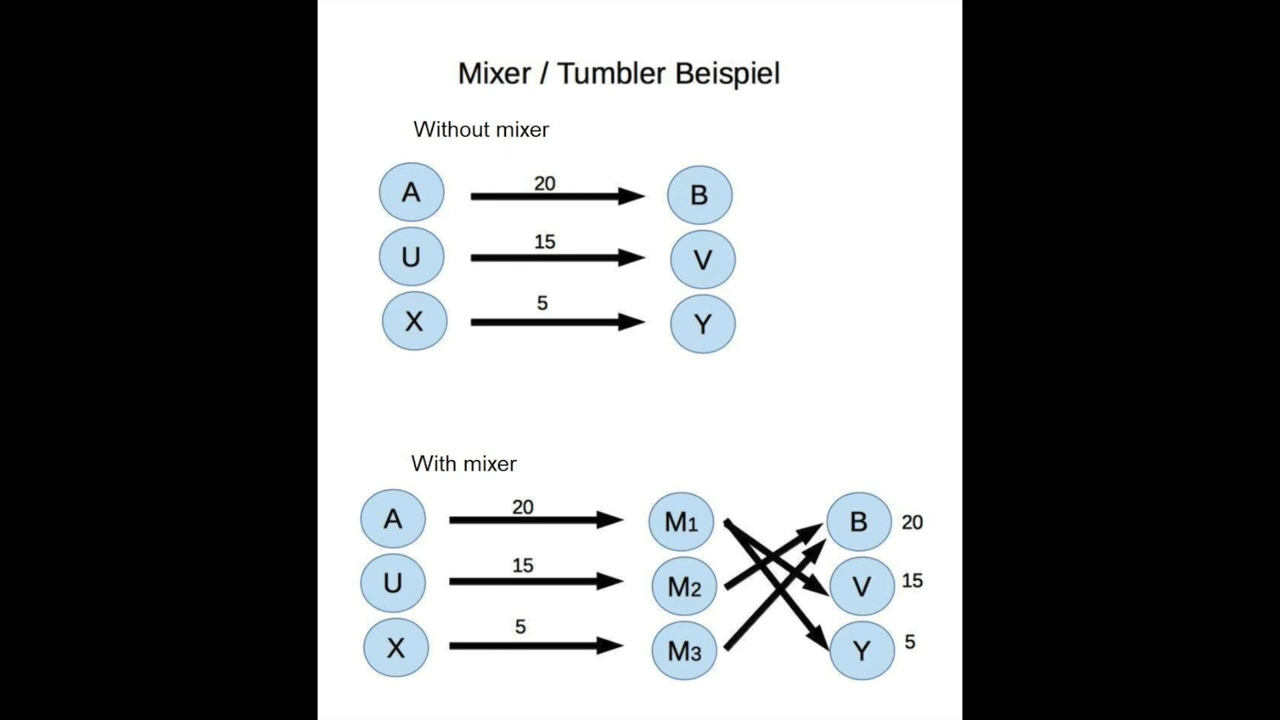 Mixer / Tumbler Beispiel
Without mixer
A 20 B
U 15 V
X 5 Y
With mixer
A 20 M1 B 20
U 15 M2 V 15
X 5 M3 Y 5